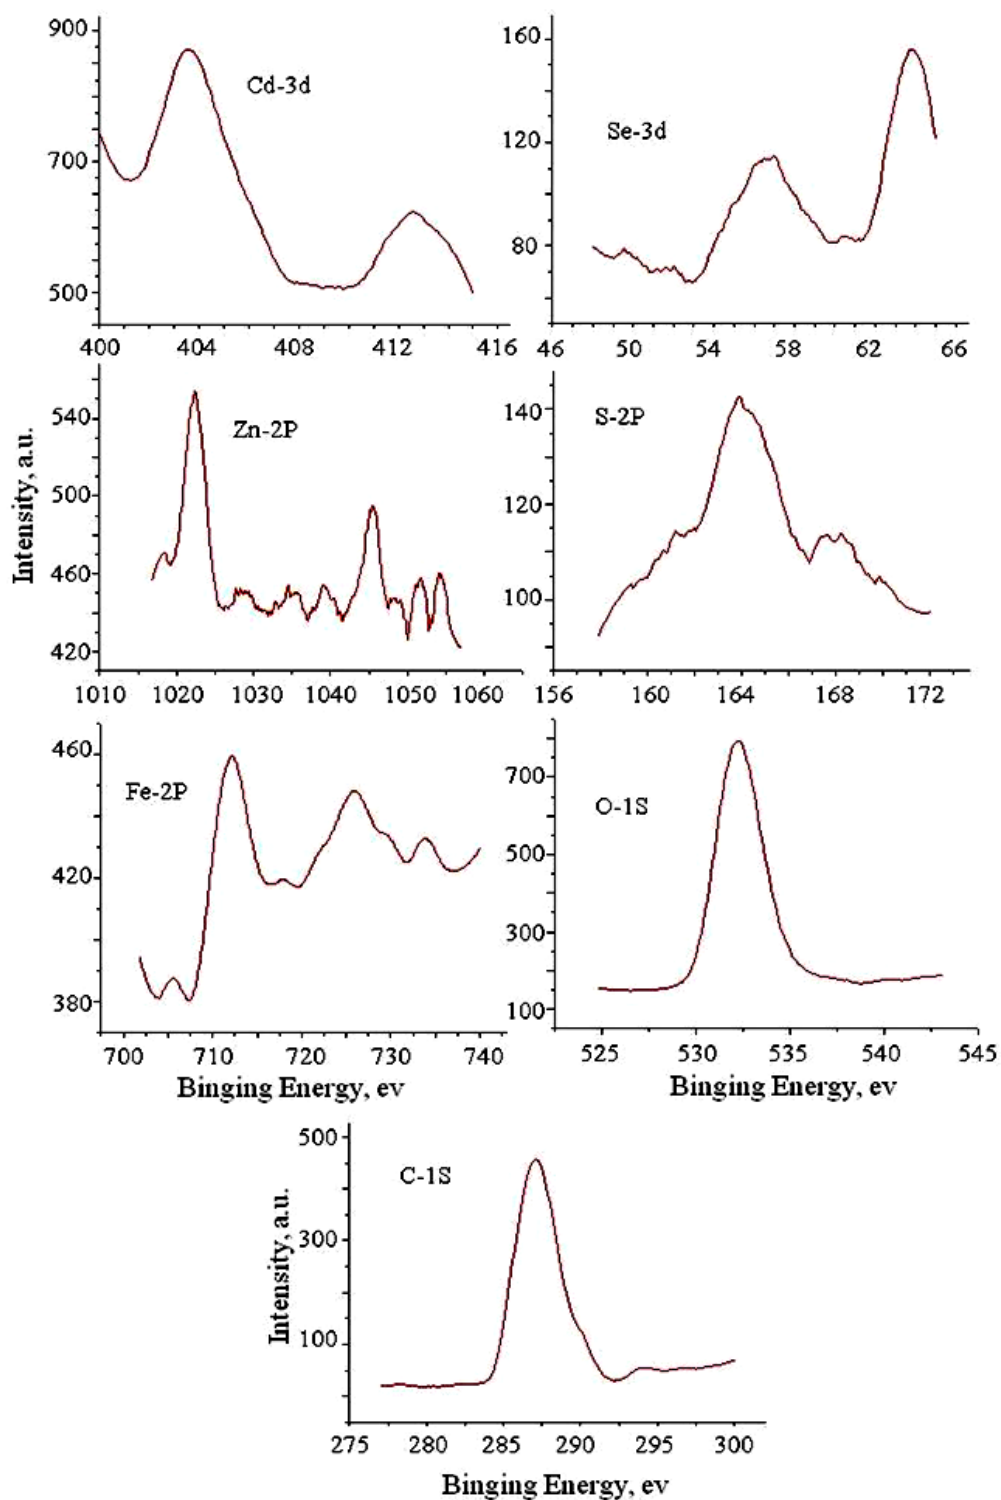 900
700
500
Cd-3d
400 404 408 412 416
160
120
80
Se-3d
46 50 54 58 62 66
Intensity, a.u.
540
500
460
420
Zn-2P
1010 1020 1030 1040 1050 1060
140
120
100
S-2P
156 160 164 168 172
460
420
380
Fe-2P
700 710 720 730 740
Binging Energy, ev
700
500
300
100
O-1S
525 530 535 540 545
Binging Energy, ev
Intensity, a.u.
500
300
100
C-1S
275 280 285 290 295 300
Binging Energy, ev